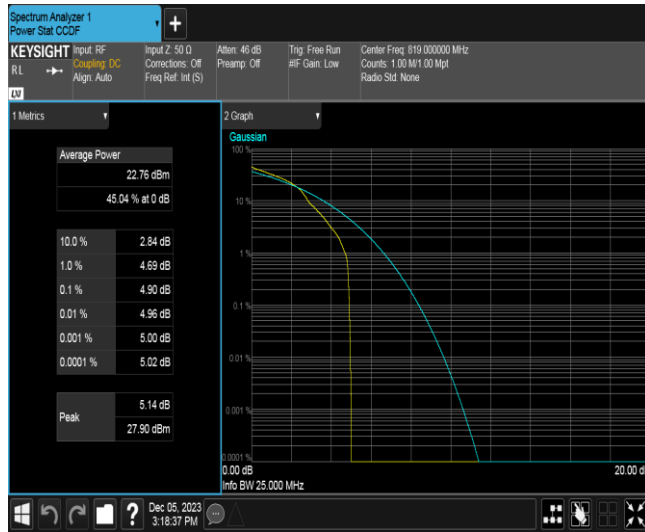 Spectrum Analyzer 1
Power Stat CCDF
+
KEYSIGHT
R L
LXI
Input: RF
Coupling: DC
Align: Auto
Input Z: 50 Ω
Corrections: Off
Freq Ref: Int (S)
Atten: 46 dB
Preamp: Off
Trig: Free Run
#IF Gain: Low
Center Freq: 819.000000 MHz
Counts: 1.00 M/1.00 Mpt
Radio Std: None
1 Metrics
Average Power
22.76 dBm
45.04 % at 0 dB
10.0 % 2.84 dB
1.0 % 4.69 dB
0.1 % 4.90 dB
0.01 % 4.96 dB
0.001 % 5.00 dB
0.0001 % 5.02 dB
Peak
5.14 dB
27.90 dBm
2 Graph
Gaussian
100 %
10 %
1 %
0.1 %
0.01 %
0.001 %
0.0001 %
0.00 dB 20.00 d
Info BW 25.000 MHz
?
Dec 05, 2023
3:18:37 PM